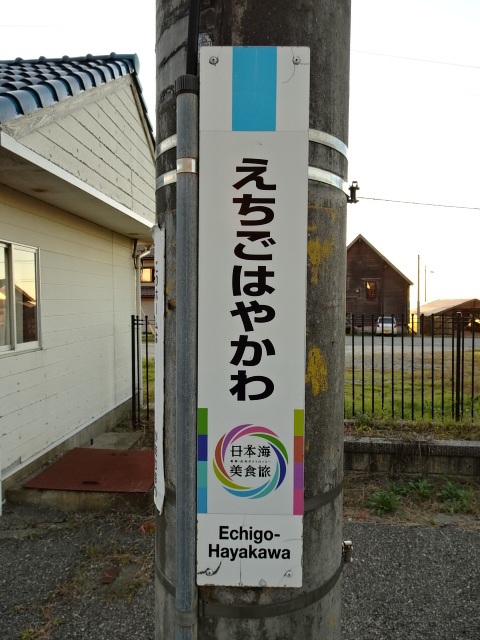 えちごはやかわ
日本海
美食旅
Echigo-
Hayakawa